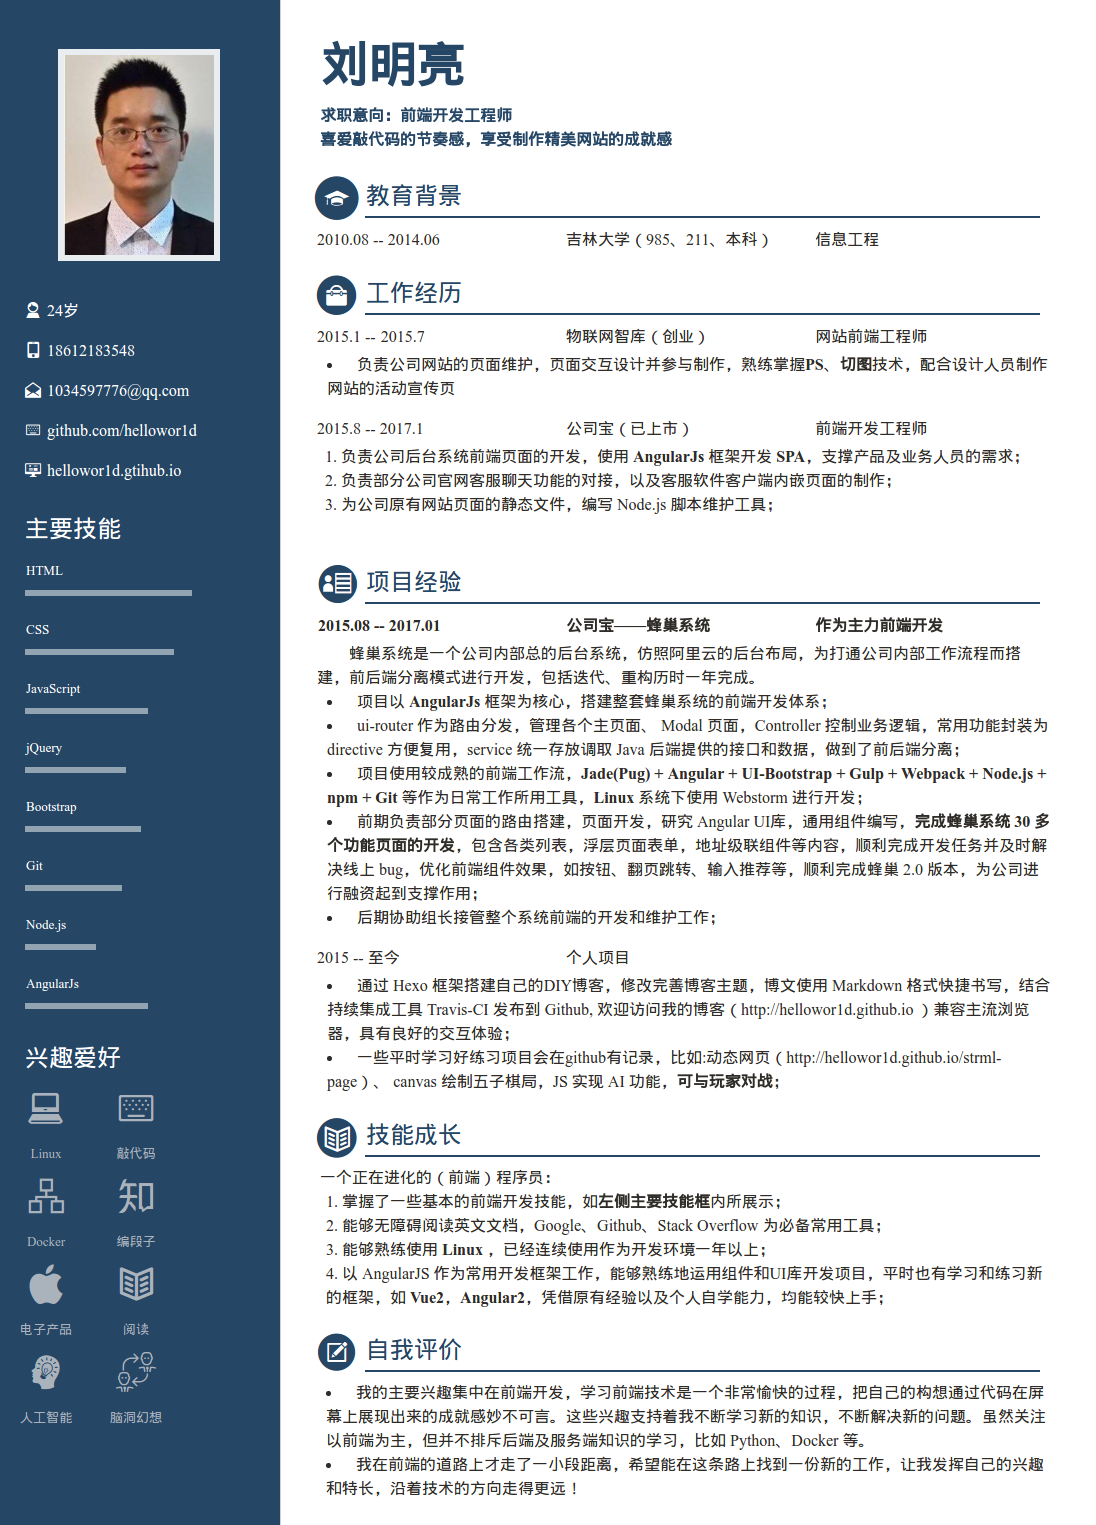 24岁
18612183548
1034597776@qq.com
github.com/hellowor1d
hellowor1d.gtihub.io
主要技能
HTML
CSS
JavaScript
jQuery
Bootstrap
Git
Node.js
AngularJs
兴趣爱好
Linux 敲代码
Docker 编段子
电子产品 阅读
人工智能 脑洞幻想
刘明亮
求职意向：前端开发工程师
喜爱敲代码的节奏感，享受制作精美网站的成就感
教育背景
2010.08 -- 2014.06 吉林大学（985、211、本科） 信息工程
工作经历
2015.1 -- 2015.7 物联网智库（创业） 网站前端工程师
• 负责公司网站的页面维护，页面交互设计并参与制作，熟练掌握PS、切图技术，配合设计人员制作
网站的活动宣传页
2015.8 -- 2017.1 公司宝（已上市） 前端开发工程师
1. 负责公司后台系统前端页面的开发，使用 AngularJs 框架开发 SPA，支撑产品及业务人员的需求；
2. 负责部分公司官网客服聊天功能的对接，以及客服软件客户端内嵌页面的制作；
3. 为公司原有网站页面的静态文件，编写 Node.js 脚本维护工具；
项目经验
2015.08 -- 2017.01 公司宝——蜂巢系统 作为主力前端开发
蜂巢系统是一个公司内部总的后台系统，仿照阿里云的后台布局，为打通公司内部工作流程而搭
建，前后端分离模式进行开发，包括迭代、重构历时一年完成。
• 项目以 AngularJs 框架为核心，搭建整套蜂巢系统的前端开发体系；
• ui-router 作为路由分发，管理各个主页面、 Modal 页面，Controller 控制业务逻辑，常用功能封装为
directive 方便复用，service 统一存放调取 Java 后端提供的接口和数据，做到了前后端分离；
• 项目使用较成熟的前端工作流，Jade(Pug) + Angular + UI-Bootstrap + Gulp + Webpack + Node.js +
npm + Git 等作为日常工作所用工具，Linux 系统下使用 Webstorm 进行开发；
• 前期负责部分页面的路由搭建，页面开发，研究 Angular UI库，通用组件编写，完成蜂巢系统 30 多
个功能页面的开发，包含各类列表，浮层页面表单，地址级联组件等内容，顺利完成开发任务并及时解
决线上 bug，优化前端组件效果，如按钮、翻页跳转、输入推荐等，顺利完成蜂巢 2.0 版本，为公司进
行融资起到支撑作用；
• 后期协助组长接管整个系统前端的开发和维护工作；
2015 -- 至今 个人项目
• 通过 Hexo 框架搭建自己的DIY博客，修改完善博客主题，博文使用 Markdown 格式快捷书写，结合
持续集成工具 Travis-CI 发布到 Github, 欢迎访问我的博客（http://hellowor1d.github.io ）兼容主流浏览
器，具有良好的交互体验；
• 一些平时学习好练习项目会在github有记录，比如:动态网页（http://hellowor1d.github.io/strml-
page）、 canvas 绘制五子棋局，JS 实现 AI 功能，可与玩家对战；
技能成长
一个正在进化的（前端）程序员：
1. 掌握了一些基本的前端开发技能，如左侧主要技能框内所展示；
2. 能够无障碍阅读英文文档，Google、Github、Stack Overflow 为必备常用工具；
3. 能够熟练使用 Linux ，已经连续使用作为开发环境一年以上；
4. 以 AngularJS 作为常用开发框架工作，能够熟练地运用组件和UI库开发项目，平时也有学习和练习新
的框架，如 Vue2，Angular2，凭借原有经验以及个人自学能力，均能较快上手；
自我评价
• 我的主要兴趣集中在前端开发，学习前端技术是一个非常愉快的过程，把自己的构想通过代码在屏
幕上展现出来的成就感妙不可言。这些兴趣支持着我不断学习新的知识，不断解决新的问题。虽然关注
以前端为主，但并不排斥后端及服务端知识的学习，比如 Python、Docker 等。
• 我在前端的道路上才走了一小段距离，希望能在这条路上找到一份新的工作，让我发挥自己的兴趣
和特长，沿着技术的方向走得更远！